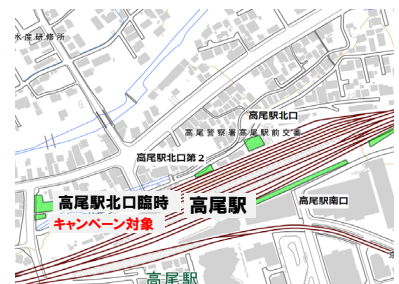 水産研修所
高尾駅北口
高尾警察署高尾駅前交番
高尾駅北口第2
高尾駅北口臨時
高尾駅
高尾駅南口
キャンペーン対象
高尾駅